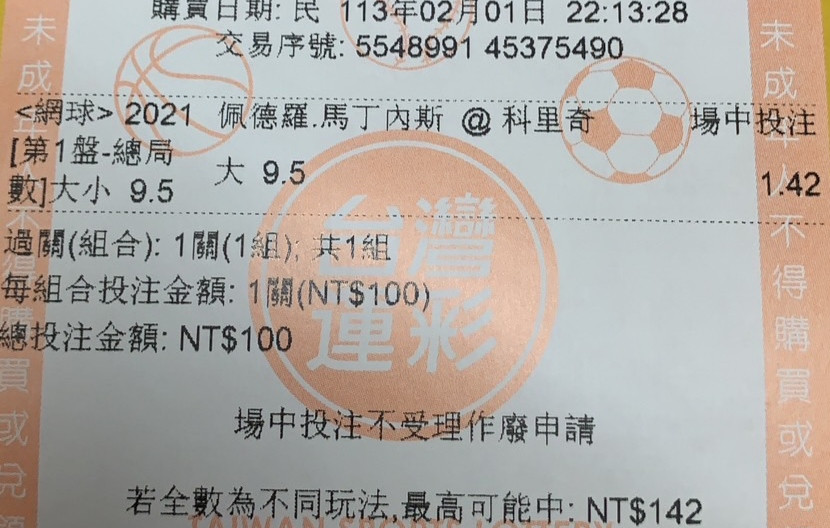 購買日期: 民 113年02月01日 22:13:28
交易序號: 5548991 45375490
<網球> 2021 佩德羅.馬丁內斯 @ 科里奇 場中投注
[第1盤-總局
數]大小 9.5 大 9.5 1.42
過關(組合): 1關(1組); 共1組
每組合投注金額: 1關(NT$100)
總投注金額: NT$100
場中投注不受理作廢申請
若全數為不同玩法,最高可能中: NT$142
台灣
運彩
未成年人不得購買或兌
未成年人不得購買或兌
TAIWAN SPORTS LOTTERY